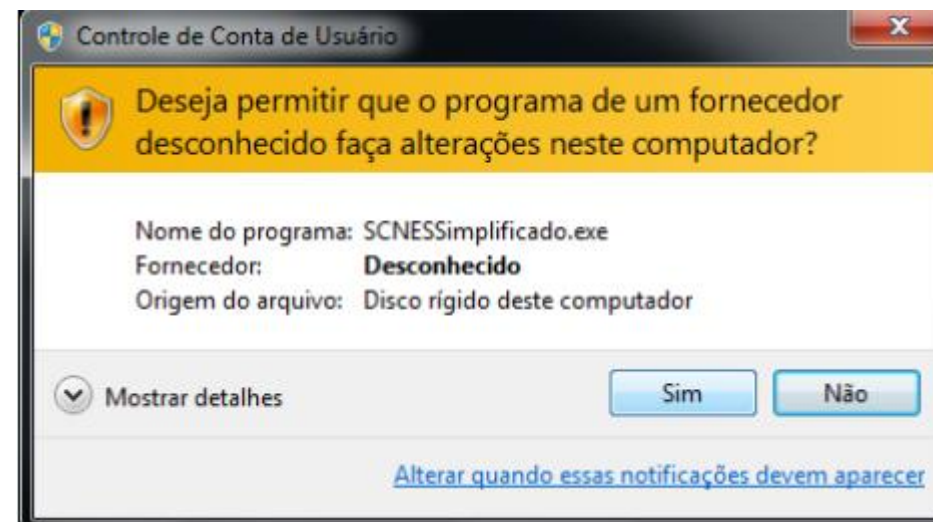 Controle de Conta de Usuário
Deseja permitir que o programa de um fornecedor
desconhecido faça alterações neste computador?
Nome do programa: SCNESSimplificado.exe
Fornecedor: Desconhecido
Origem do arquivo: Disco rígido deste computador
Mostrar detalhes
Sim
Não
Alterar quando essas notificações devem aparecer